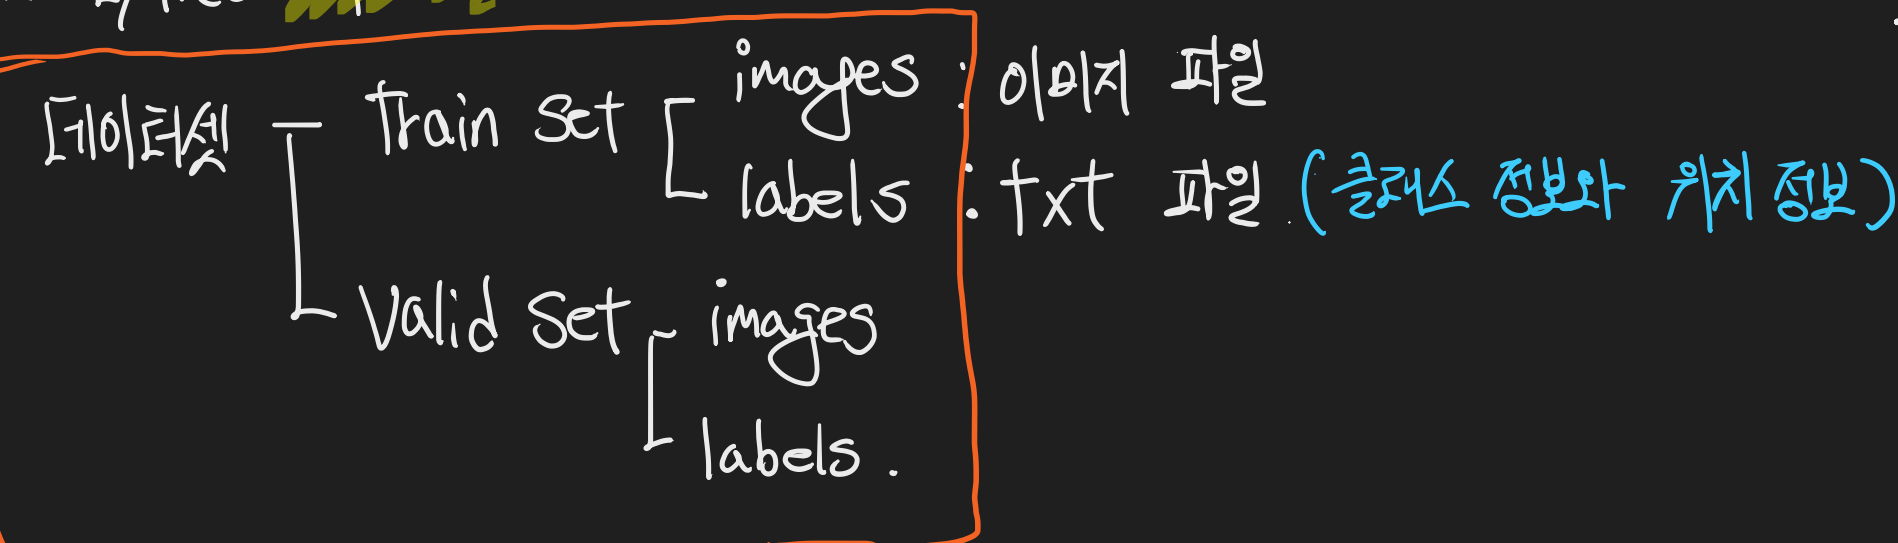 데이터셋 Train Set images : 이미지 파일
labels : txt 파일 (클래스 정보와 위치 정보)
Valid Set images
labels.